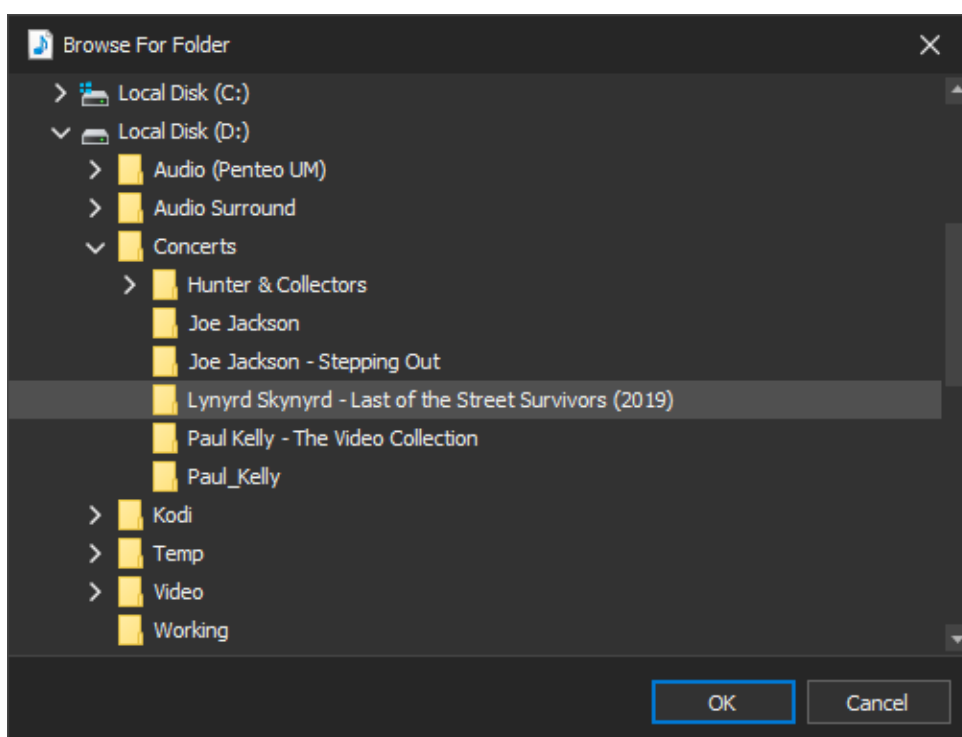 Browse For Folder
Local Disk (C:)
Local Disk (D:)
Audio (Penteo UM)
Audio Surround
Concerts
Hunter & Collectors
Joe Jackson
Joe Jackson - Stepping Out
Lynyrd Skynyrd - Last of the Street Survivors (2019)
Paul Kelly - The Video Collection
Paul_Kelly
Kodi
Temp
Video
Working
OK Cancel